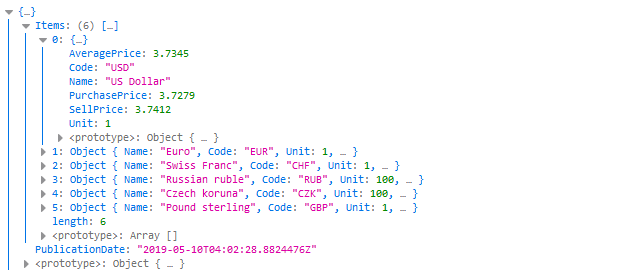 {…}
Items: (6) […]
0: {…}
AveragePrice: 3.7345
Code: "USD"
Name: "US Dollar"
PurchasePrice: 3.7279
SellPrice: 3.7412
Unit: 1
<prototype>: Object { … }
1: Object { Name: "Euro", Code: "EUR", Unit: 1, … }
2: Object { Name: "Swiss Franc", Code: "CHF", Unit: 1, … }
3: Object { Name: "Russian ruble", Code: "RUB", Unit: 100, … }
4: Object { Name: "Czech koruna", Code: "CZK", Unit: 100, … }
5: Object { Name: "Pound sterling", Code: "GBP", Unit: 1, … }
length: 6
<prototype>: Array []
PublicationDate: "2019-05-10T04:02:28.8824476Z"
<prototype>: Object { … }